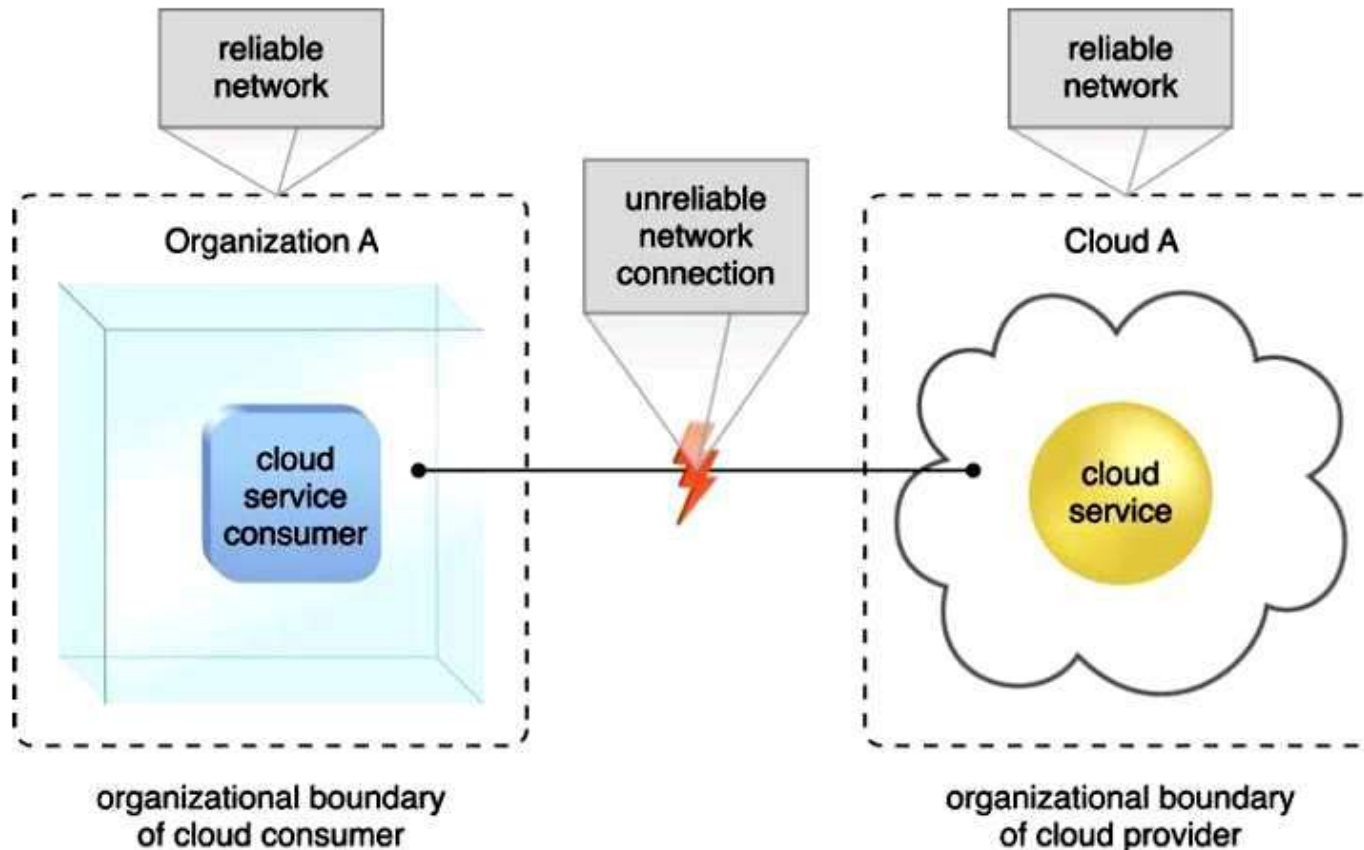 reliable
network
reliable
network
unreliable
network
connection
Organization A
Cloud A
cloud
service
consumer
cloud
service
organizational boundary
of cloud consumer
organizational boundary
of cloud provider